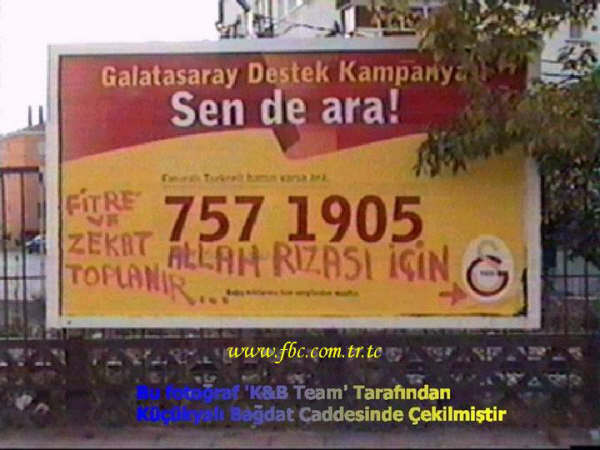 Galatasaray Destek Kampanyası
Sen de ara!
757 1905
FİTRE
VE
ZEKAT
TOPLANIR...
ALLAH RIZASI İÇİN
www.fbc.com.tr.tc
Bu fotoğraf 'K&B Team' Tarafından
Küçükyalı Bağdat Caddesinde Çekilmiştir